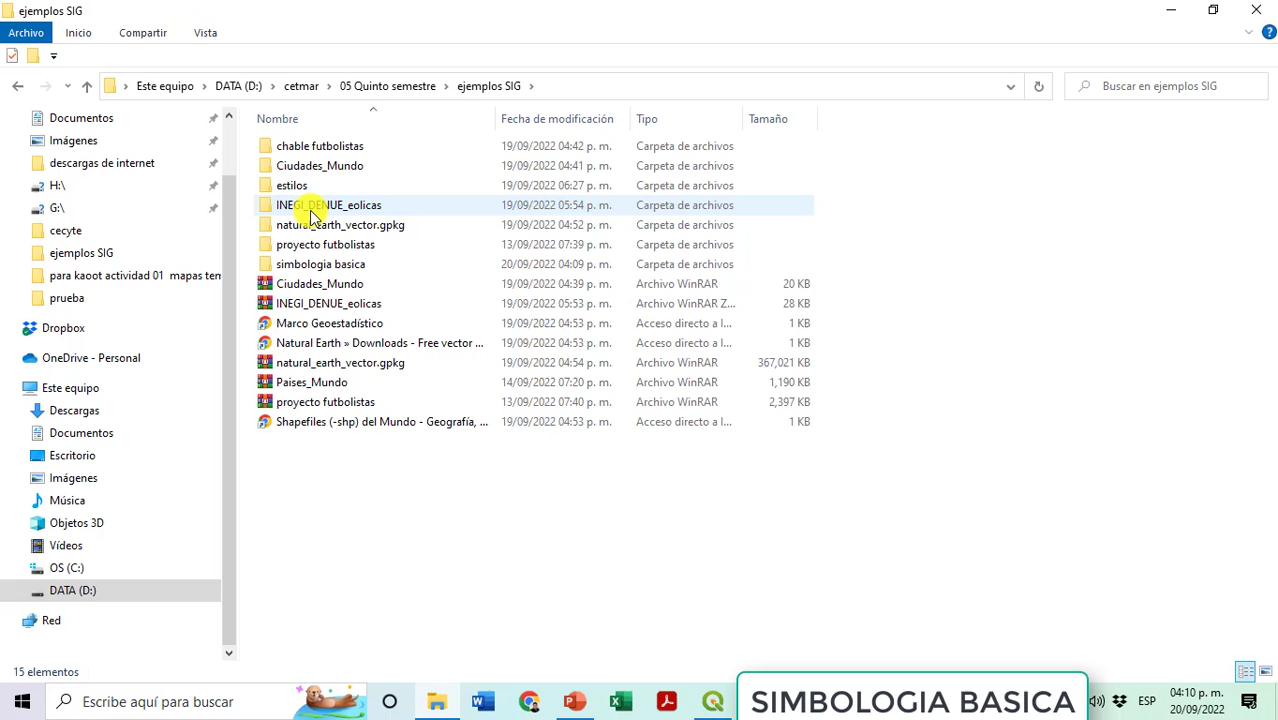 ejemplos SIG
Archivo Inicio Compartir Vista
Este equipo DATA (D:) cetmar 05 Quinto semestre ejemplos SIG
Buscar en ejemplos SIG
Nombre Fecha de modificación Tipo Tamaño
Documentos
Imágenes
descargas de internet
H:\
G:\
cecyte
ejemplos SIG
para kaoot actividad 01 mapas tem
prueba
Dropbox
OneDrive - Personal
Este equipo
Descargas
Documentos
Escritorio
Imágenes
Música
Objetos 3D
Vídeos
OS (C:)
DATA (D:)
Red
chable futbolistas 19/09/2022 04:42 p. m. Carpeta de archivos
Ciudades_Mundo 19/09/2022 04:41 p. m. Carpeta de archivos
estilos 19/09/2022 06:27 p. m. Carpeta de archivos
INEGI_DENUE_eolicas 19/09/2022 05:54 p. m. Carpeta de archivos
natural_earth_vector.gpkg 19/09/2022 04:52 p. m. Carpeta de archivos
proyecto futbolistas 13/09/2022 07:39 p. m. Carpeta de archivos
simbologia basica 20/09/2022 04:09 p. m. Carpeta de archivos
Ciudades_Mundo 19/09/2022 04:39 p. m. Archivo WinRAR 20 KB
INEGI_DENUE_eolicas 19/09/2022 05:53 p. m. Archivo WinRAR Z... 28 KB
Marco Geoestadístico 19/09/2022 04:53 p. m. Acceso directo a I... 1 KB
Natural Earth » Downloads - Free vector ... 19/09/2022 04:53 p. m. Acceso directo a I... 1 KB
natural_earth_vector.gpkg 19/09/2022 04:54 p. m. Archivo WinRAR 367,021 KB
Paises_Mundo 14/09/2022 07:20 p. m. Archivo WinRAR 1,190 KB
proyecto futbolistas 13/09/2022 07:40 p. m. Archivo WinRAR 2,397 KB
Shapefiles (-shp) del Mundo - Geografía, ... 19/09/2022 04:53 p. m. Acceso directo a I... 1 KB
15 elementos
Escribe aquí para buscar
SIMBOLOGIA BASICA
ESP
04:10 p. m.
20/09/2022